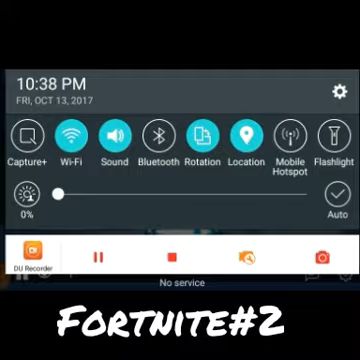 10:38 PM
FRI, OCT 13, 2017
Capture+ Wi-Fi Sound Bluetooth Rotation Location Mobile Hotspot Flashlight
0% Auto
DU Recorder
No service
FORTNITE#2